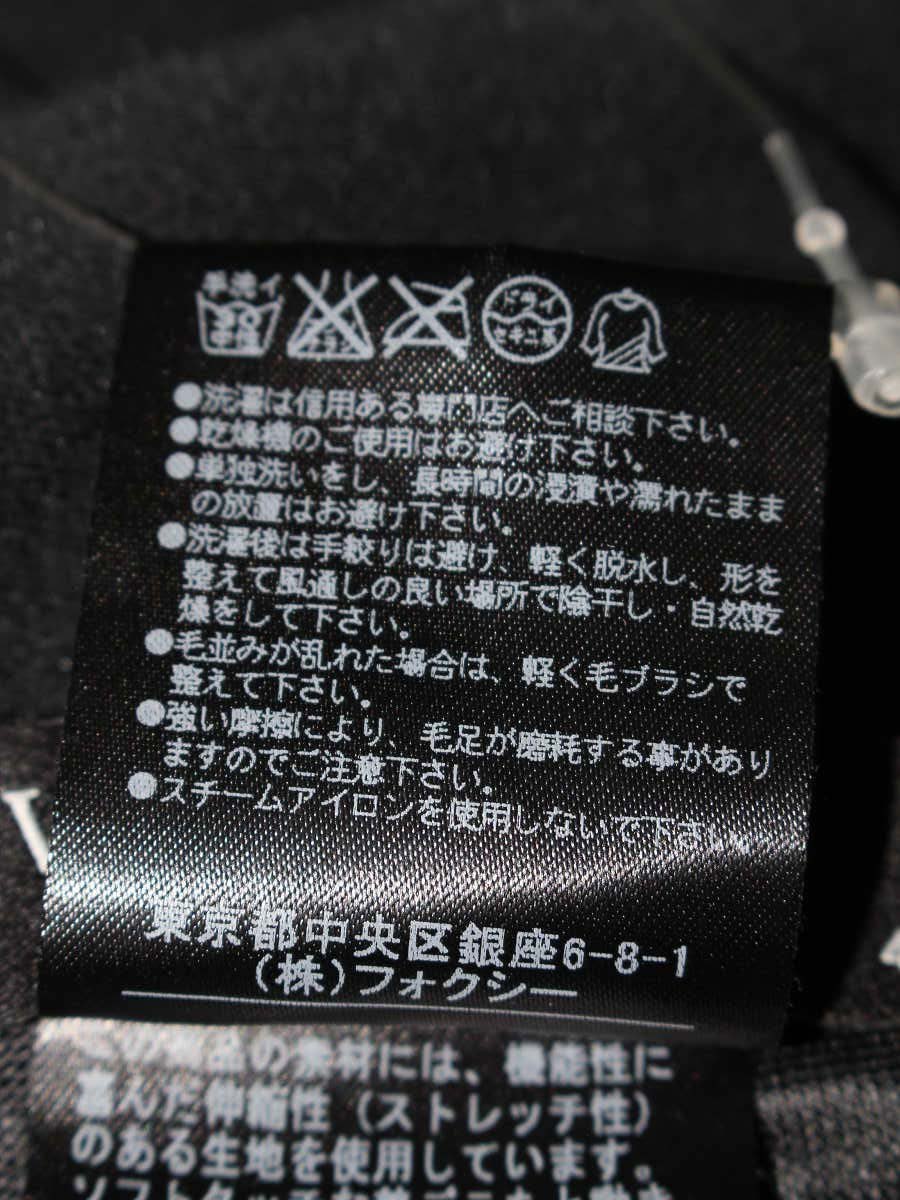 手洗イ
中性
エンソサラシ
ドライ
セキユ系
●洗濯は信用ある専門店へご相談下さい。
●乾燥機のご使用はお避け下さい。
●単独洗いをし、長時間の浸漬や濡れたまま
の放置はお避け下さい。
●洗濯後は手絞りは避け、軽く脱水し、形を
整えて風通しの良い場所で陰干し・自然乾
燥をして下さい。
●毛並みが乱れた場合は、軽く毛ブラシで
整えて下さい。
●強い摩擦により、毛足が磨耗する事があり
ますのでご注意下さい。
●スチームアイロンを使用しないで下さい。
東京都中央区銀座6-8-1
(株)フォクシー
この商品の素材には、機能性に
富んだ伸縮性(ストレッチ性)
のある生地を使用しています。